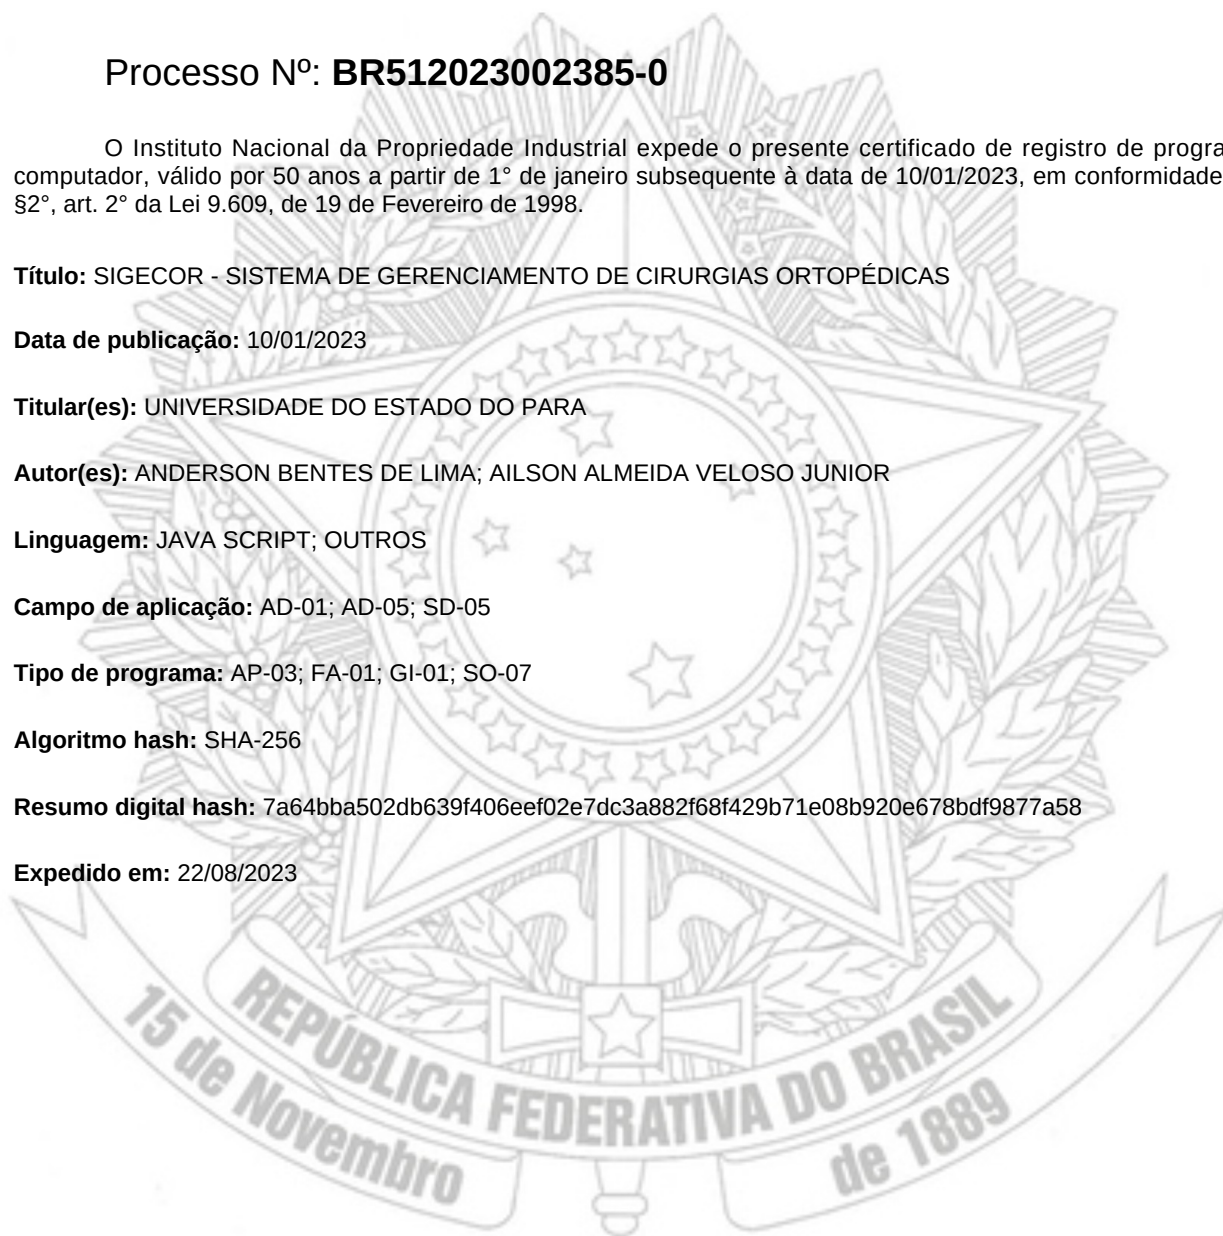 Processo Nº: BR512023002385-0
O Instituto Nacional da Propriedade Industrial expede o presente certificado de registro de progra
computador, válido por 50 anos a partir de 1° de janeiro subsequente à data de 10/01/2023, em conformidade
§2°, art. 2° da Lei 9.609, de 19 de Fevereiro de 1998.
Título: SIGECOR - SISTEMA DE GERENCIAMENTO DE CIRURGIAS ORTOPÉDICAS
Data de publicação: 10/01/2023
Titular(es): UNIVERSIDADE DO ESTADO DO PARA
Autor(es): ANDERSON BENTES DE LIMA; AILSON ALMEIDA VELOSO JUNIOR
Linguagem: JAVA SCRIPT; OUTROS
Campo de aplicação: AD-01; AD-05; SD-05
Tipo de programa: AP-03; FA-01; GI-01; SO-07
Algoritmo hash: SHA-256
Resumo digital hash: 7a64bba502db639f406eef02e7dc3a882f68f429b71e08b920e678bdf9877a58
Expedido em: 22/08/2023
REPÚBLICA FEDERATIVA DO BRASIL
15 de Novembro de 1889